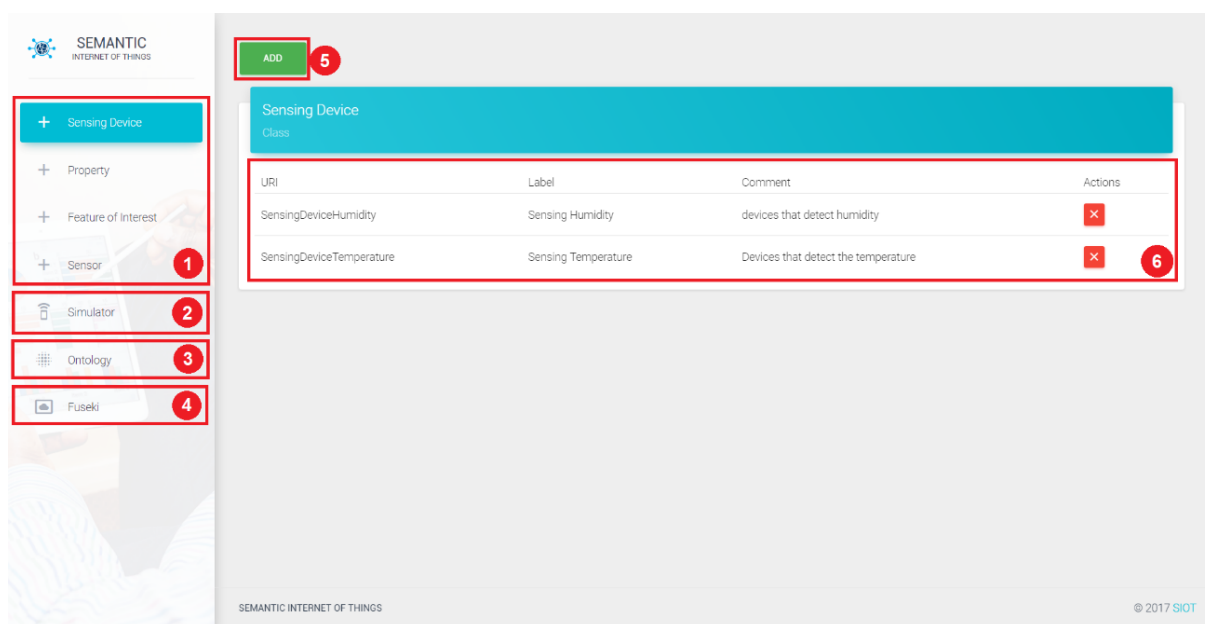 SEMANTIC
INTERNET OF THINGS
Sensing Device
Property
Feature of Interest
Sensor
1
Simulator
2
Ontology
3
Fuseki
4
ADD
5
Sensing Device
Class
URI Label Comment Actions
SensingDeviceHumidity Sensing Humidity devices that detect humidity
SensingDeviceTemperature Sensing Temperature Devices that detect the temperature
6
SEMANTIC INTERNET OF THINGS © 2017 SIOT